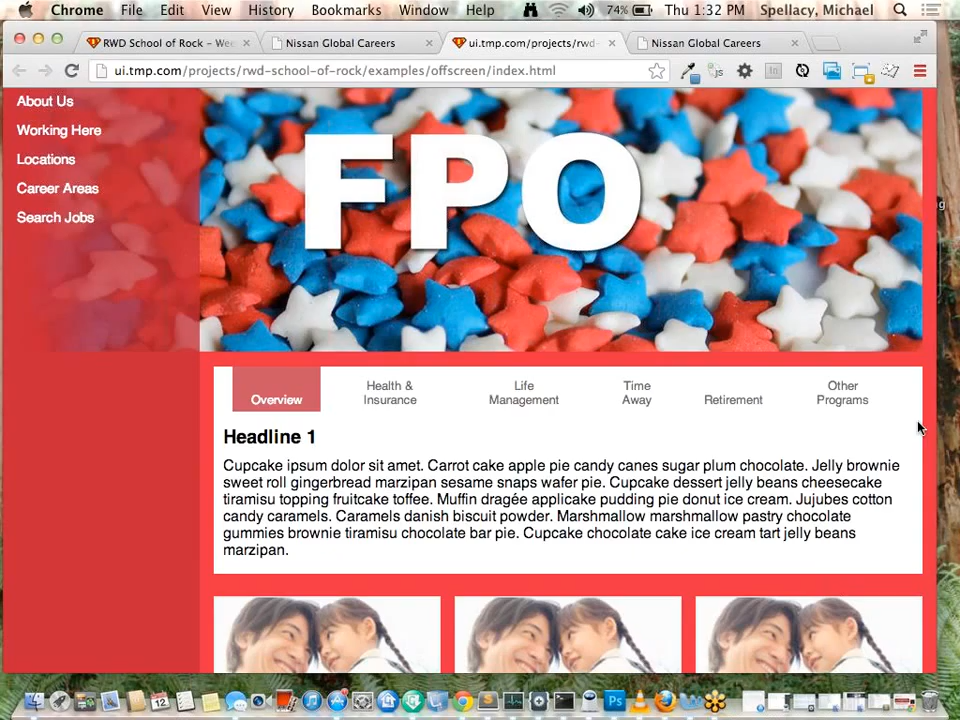 Chrome File Edit View History Bookmarks Window Help 74% Thu 1:32 PM Spellacy, Michael
RWD School of Rock – We
Nissan Global Careers
ui.tmp.com/projects/rwd-
Nissan Global Careers
ui.tmp.com/projects/rwd-school-of-rock/examples/offscreen/index.html
About Us
Working Here
Locations
Career Areas
Search Jobs
FPO
Overview
Health &
Insurance
Life
Management
Time
Away
Retirement
Other
Programs
Headline 1
Cupcake ipsum dolor sit amet. Carrot cake apple pie candy canes sugar plum chocolate. Jelly brownie
sweet roll gingerbread marzipan sesame snaps wafer pie. Cupcake dessert jelly beans cheesecake
tiramisu topping fruitcake toffee. Muffin dragée applicake pudding pie donut ice cream. Jujubes cotton
candy caramels. Caramels danish biscuit powder. Marshmallow marshmallow pastry chocolate
gummies brownie tiramisu chocolate bar pie. Cupcake chocolate cake ice cream tart jelly beans
marzipan.